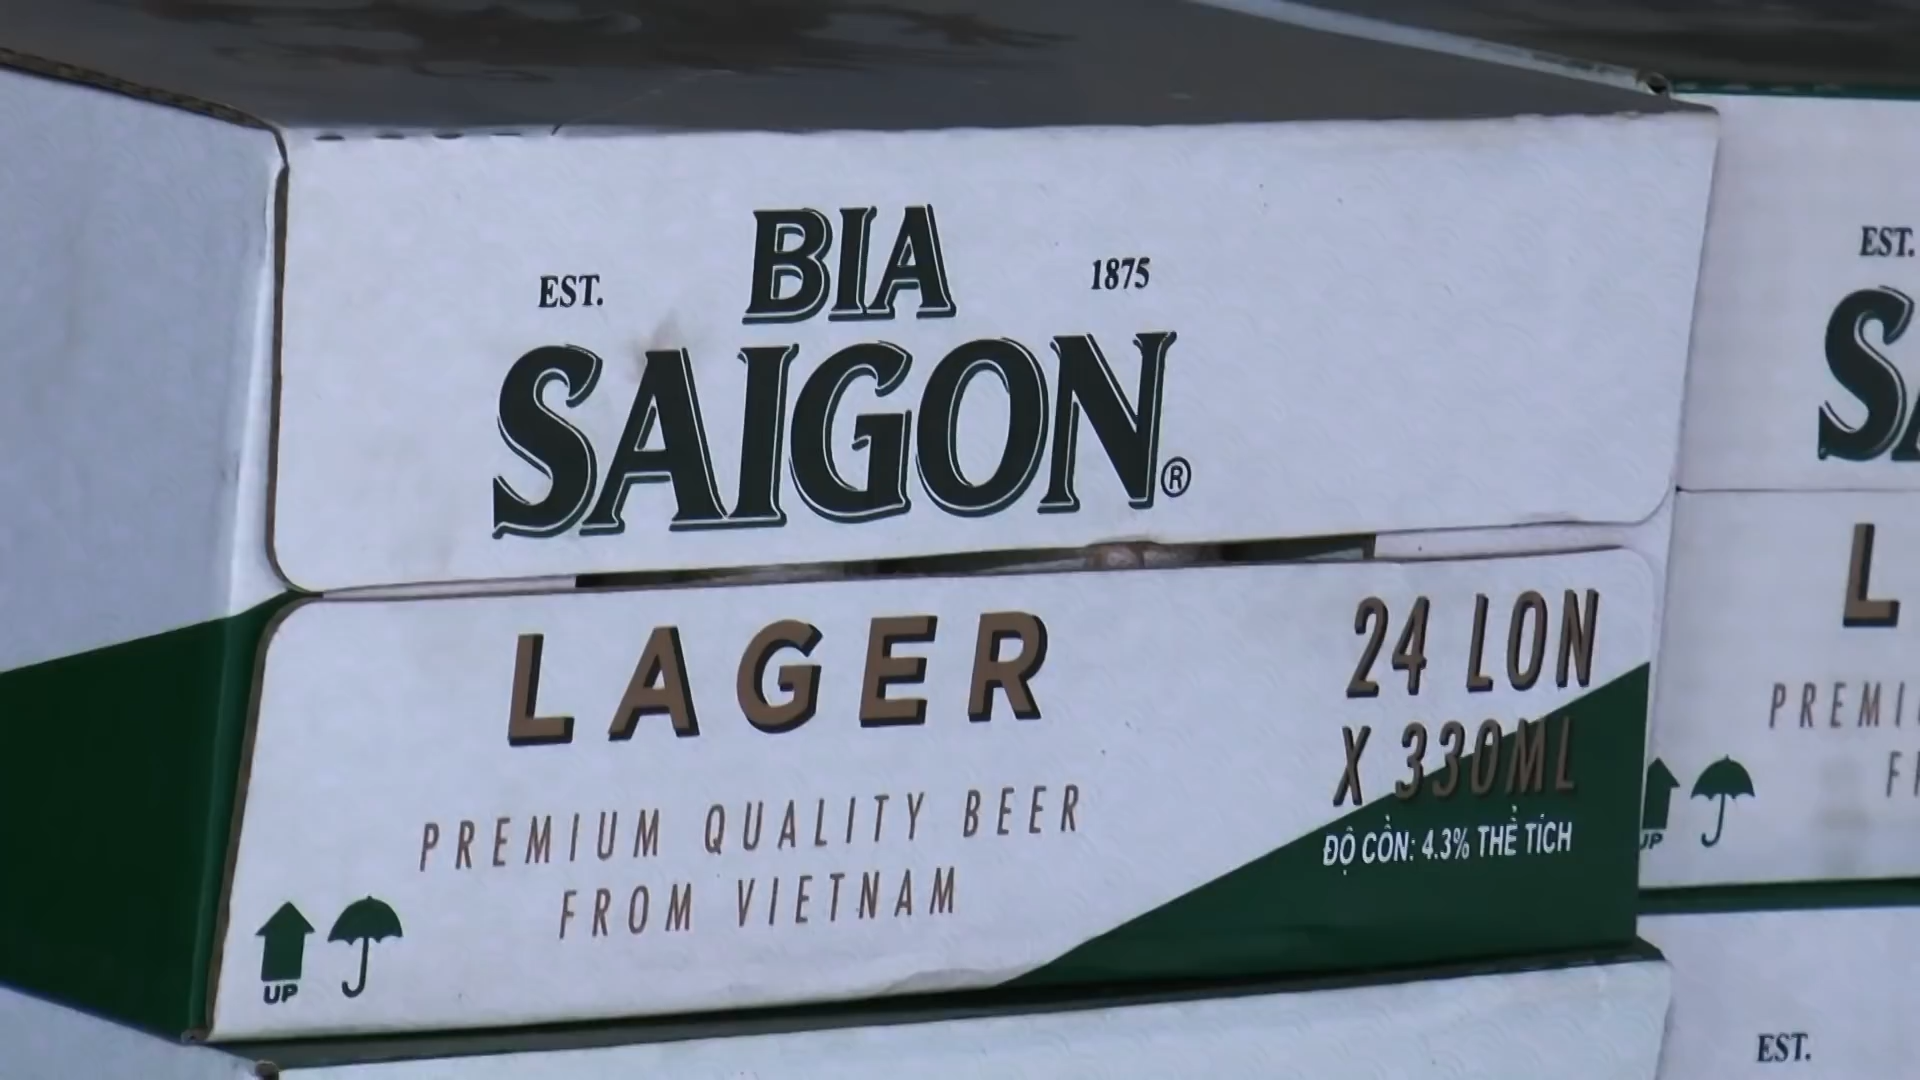 BIA
EST. 1875
SAIGON®
LAGER
24 LON
X 330ML
ĐỘ CỒN: 4.3% THỂ TÍCH
PREMIUM QUALITY BEER
FROM VIETNAM
UP
EST.
L
PREMI
UP
EST.